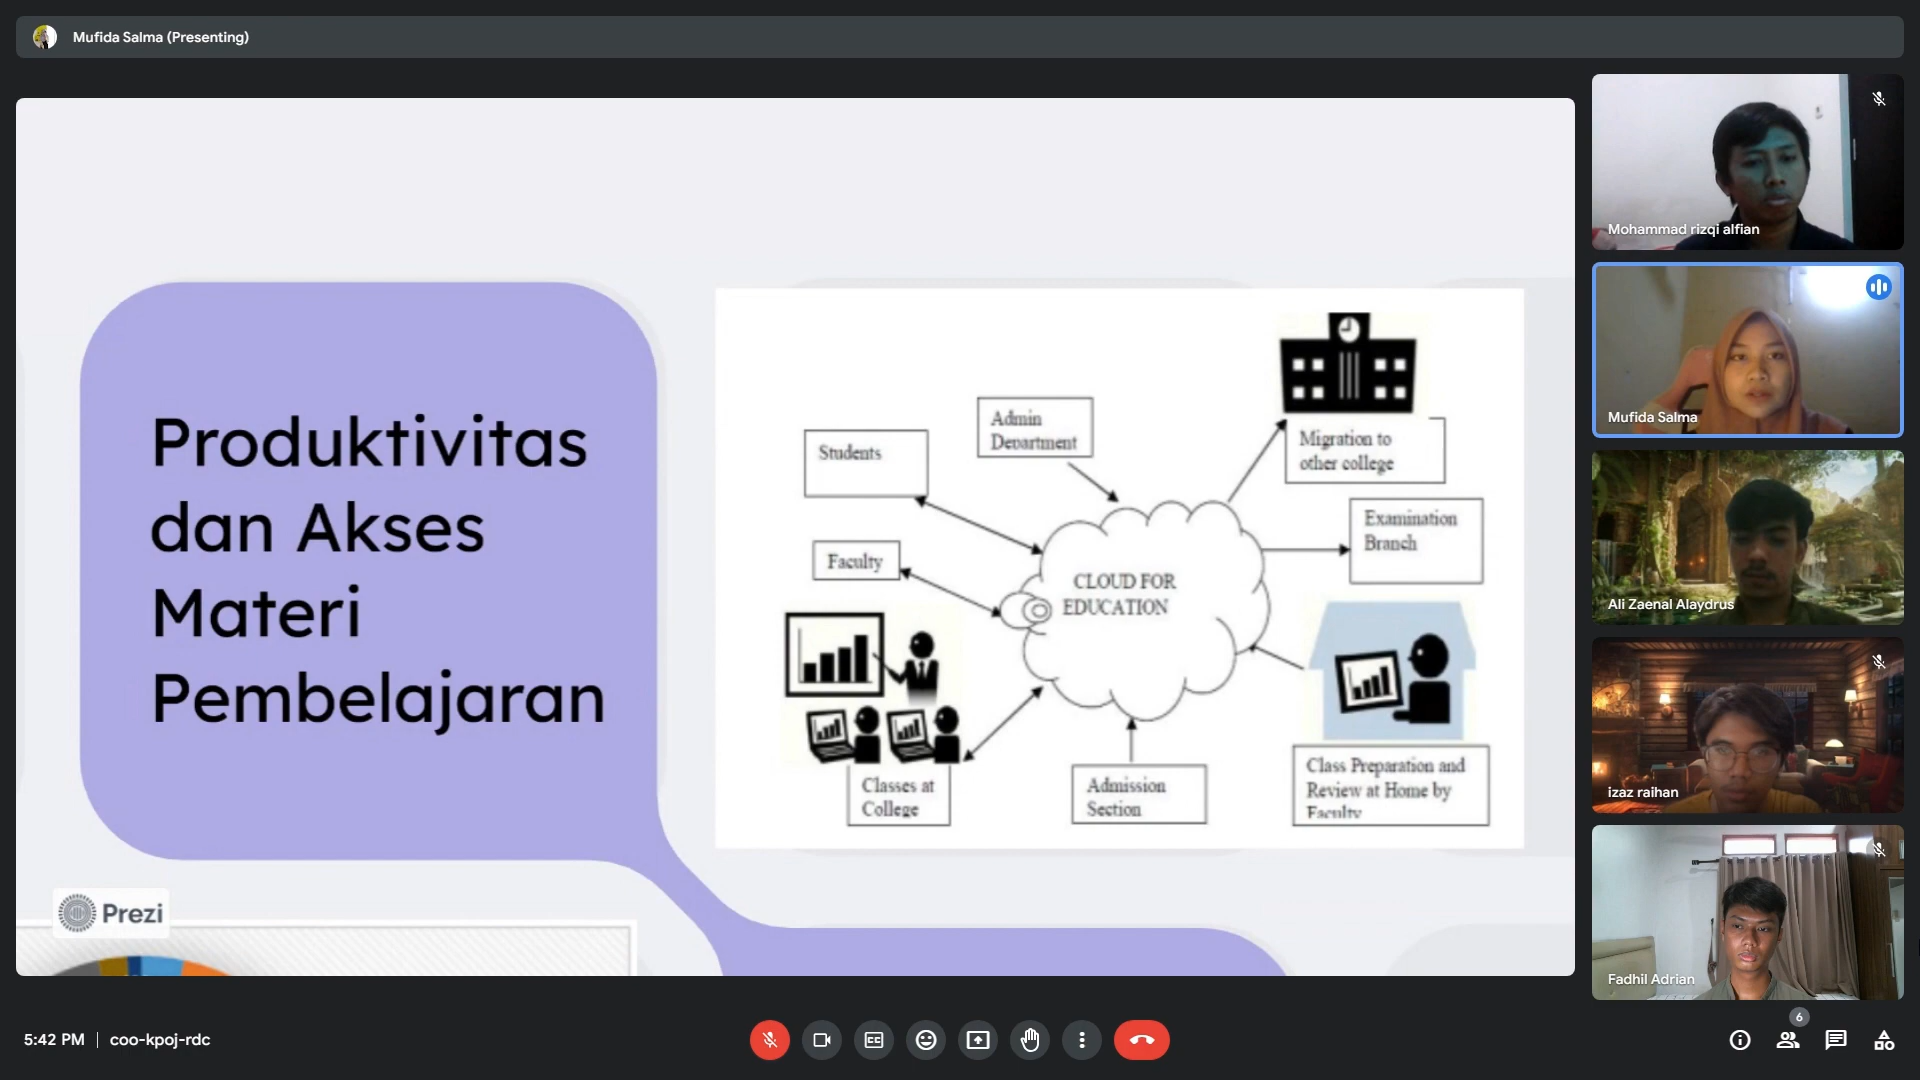 Mufida Salma (Presenting)
Produktivitas
dan Akses
Materi
Pembelajaran
Students
Admin
Department
Migration to
other college
Examination
Branch
Faculty
CLOUD FOR
EDUCATION
Classes at
College
Admission
Section
Class Preparation and
Review at Home by
Faculty
Prezi
Mohammad rizqi alfian
Mufida Salma
Ali Zaenal Alaydrus
izaz raihan
Fadhil Adrian
5:42 PM | coo-kpoj-rdc
CC
6